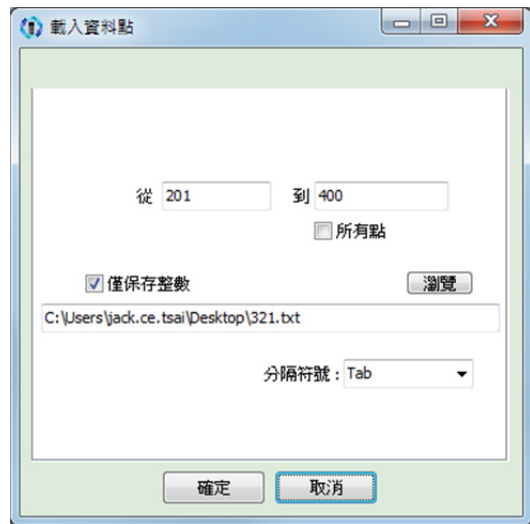 載入資料點
從 201 到 400
所有點
僅保存整數 瀏覽
C:\Users\jack.ce.tsai\Desktop\321.txt
分隔符號：Tab
確定 取消